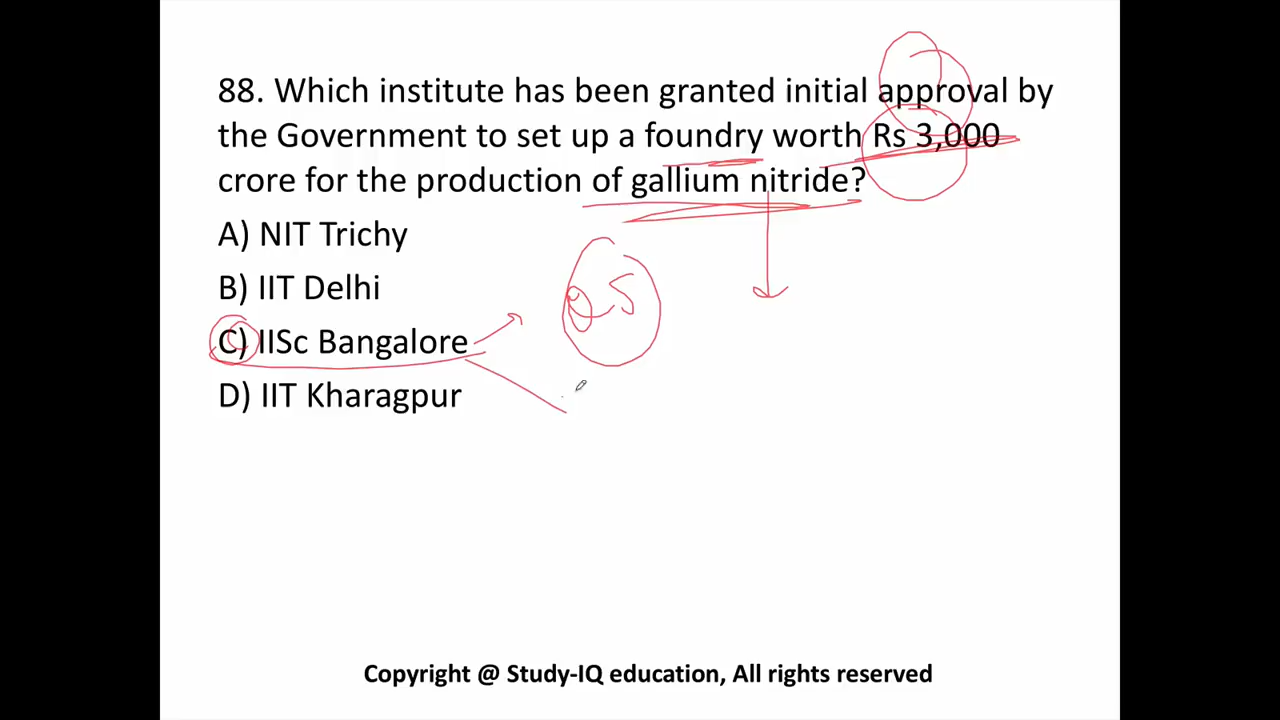 88. Which institute has been granted initial approval by
the Government to set up a foundry worth Rs 3,000
crore for the production of gallium nitride?
A) NIT Trichy
B) IIT Delhi
C) IISc Bangalore
D) IIT Kharagpur
Copyright @ Study-IQ education, All rights reserved